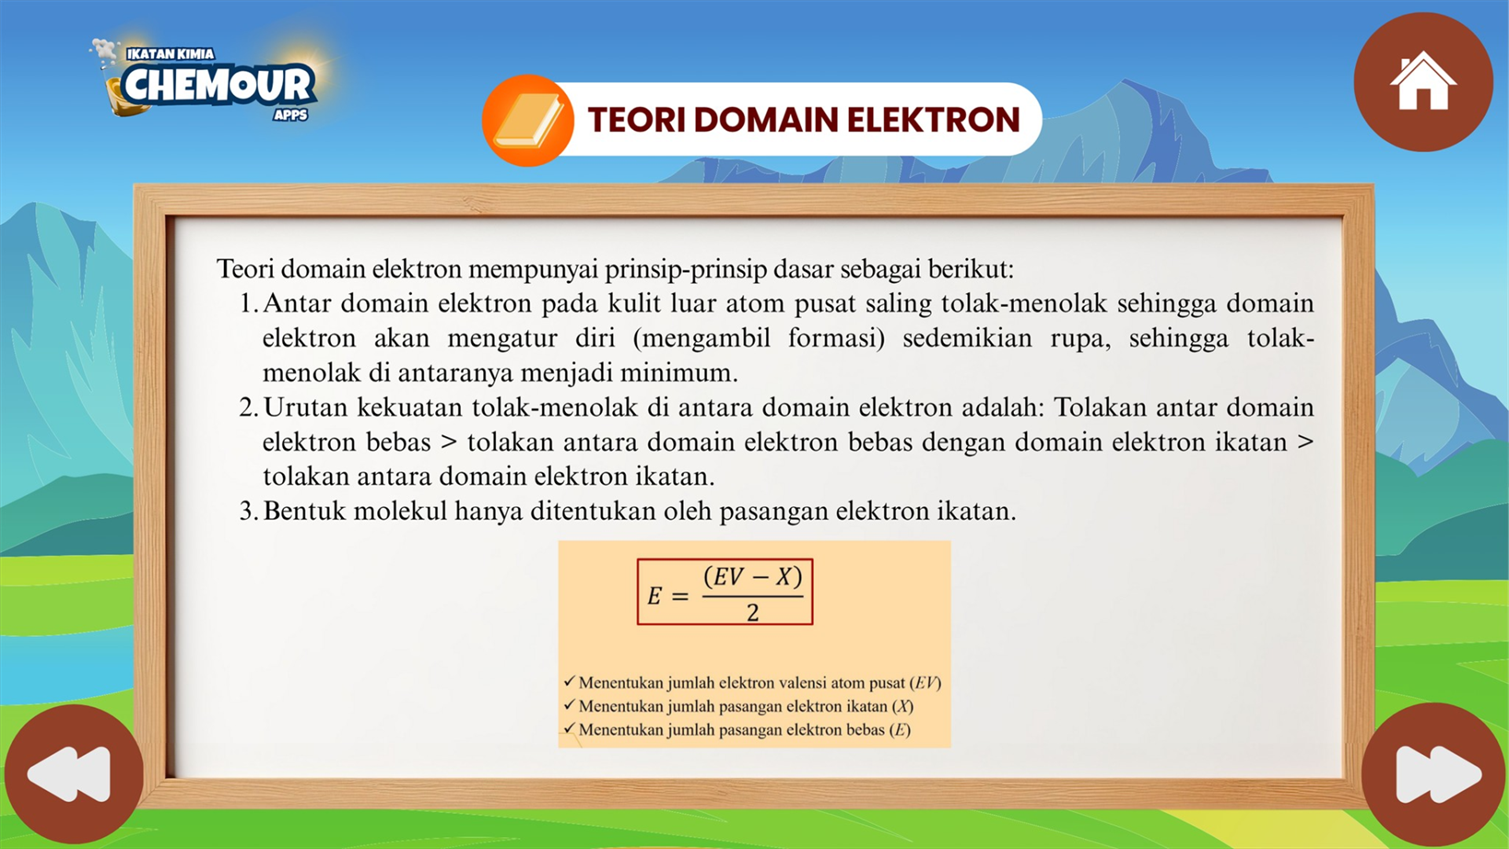 IKATAN KIMIA
CHEMOUR
APPS
TEORI DOMAIN ELEKTRON
Teori domain elektron mempunyai prinsip-prinsip dasar sebagai berikut:
1. Antar domain elektron pada kulit luar atom pusat saling tolak-menolak sehingga domain
elektron akan mengatur diri (mengambil formasi) sedemikian rupa, sehingga tolak-
menolak di antaranya menjadi minimum.
2. Urutan kekuatan tolak-menolak di antara domain elektron adalah: Tolakan antar domain
elektron bebas > tolakan antara domain elektron bebas dengan domain elektron ikatan >
tolakan antara domain elektron ikatan.
3. Bentuk molekul hanya ditentukan oleh pasangan elektron ikatan.
E = (EV − X) / 2
✓ Menentukan jumlah elektron valensi atom pusat (EV)
✓ Menentukan jumlah pasangan elektron ikatan (X)
✓ Menentukan jumlah pasangan elektron bebas (E)